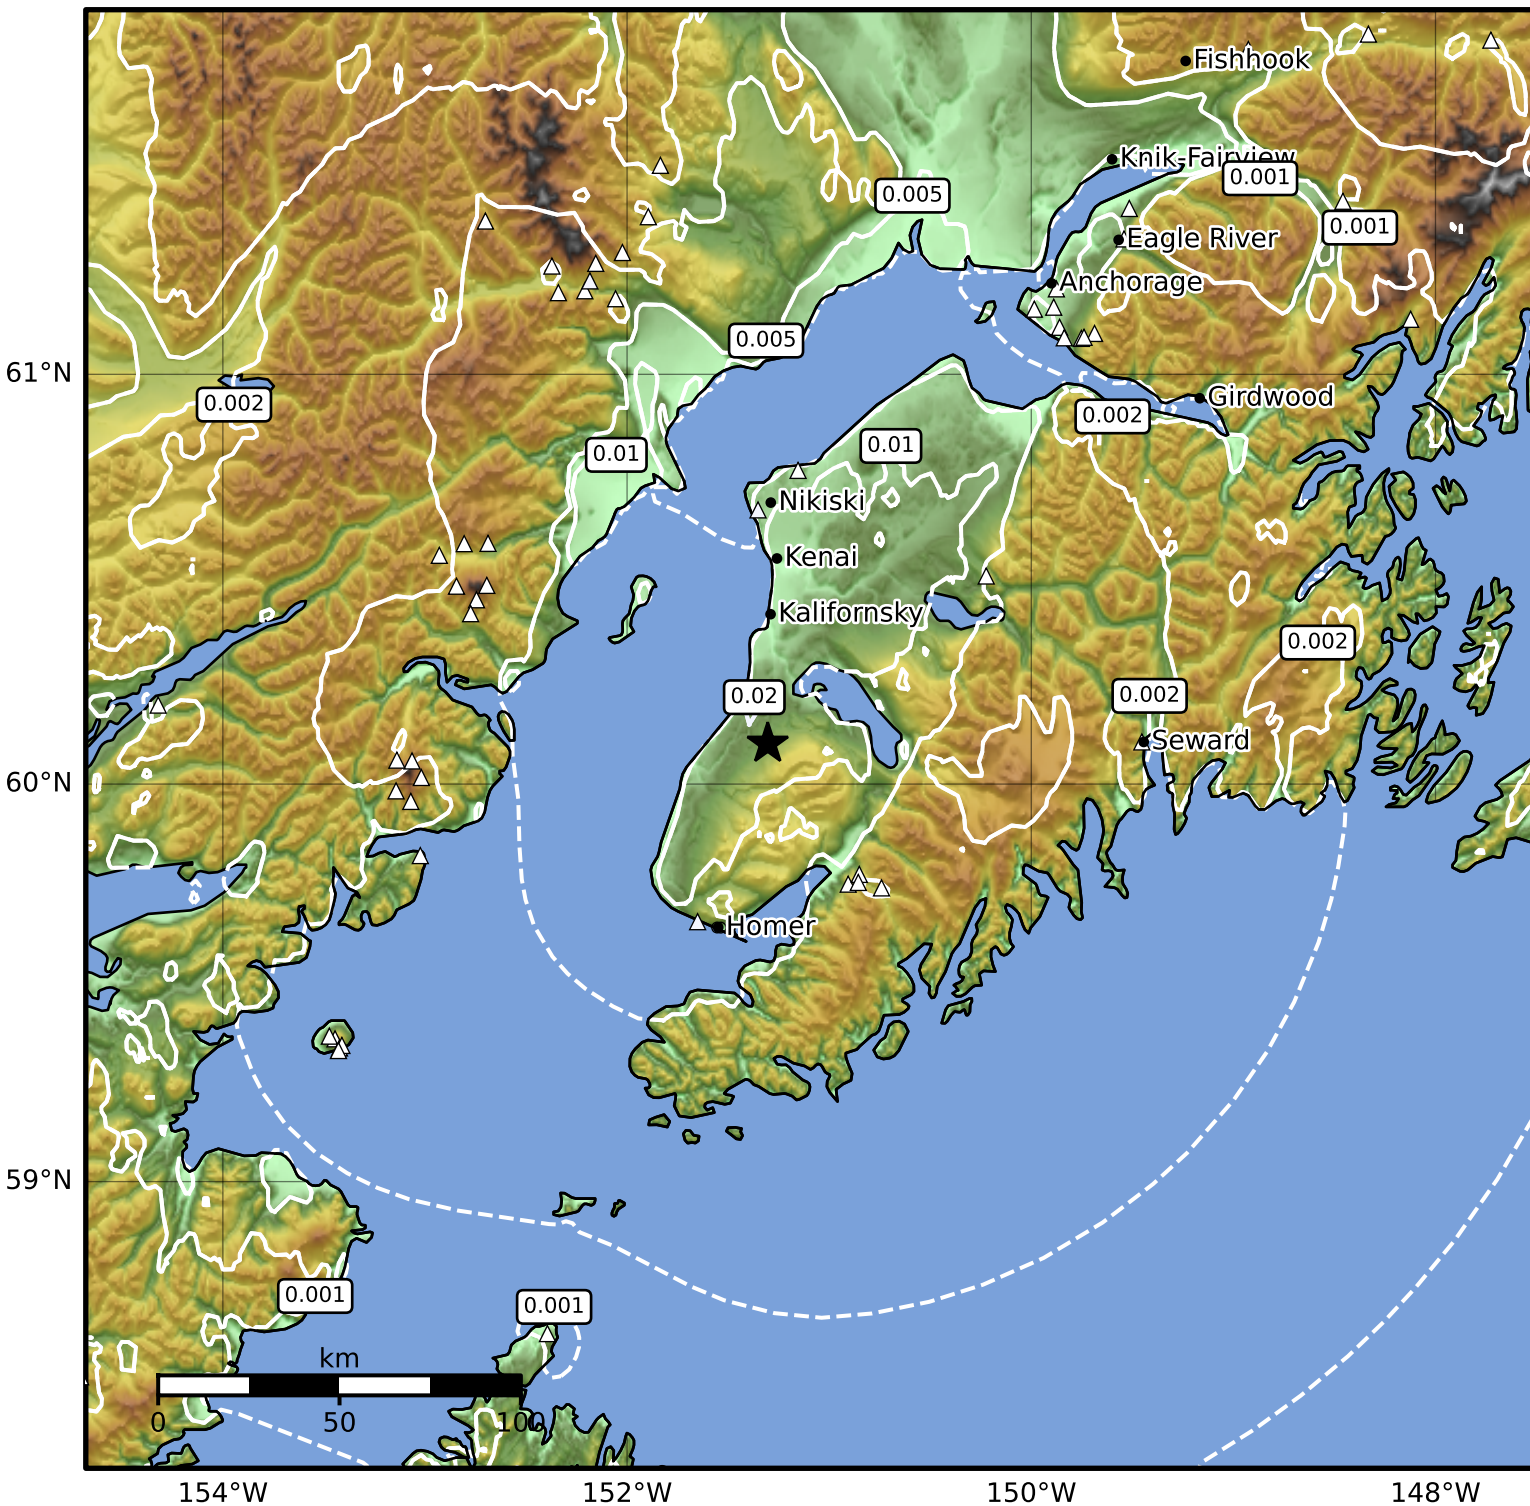 Fishhook
Knik-Fairview
0.001
0.005
0.001
Eagle River
Anchorage
0.005
61°N
0.002
Girdwood
0.002
0.01
0.01
Nikiski
Kenai
Kalifornsky
0.002
0.02
0.002
Seward
60°N
Homer
59°N
0.001
0.001
km
0 50 100
154°W 152°W 150°W 148°W